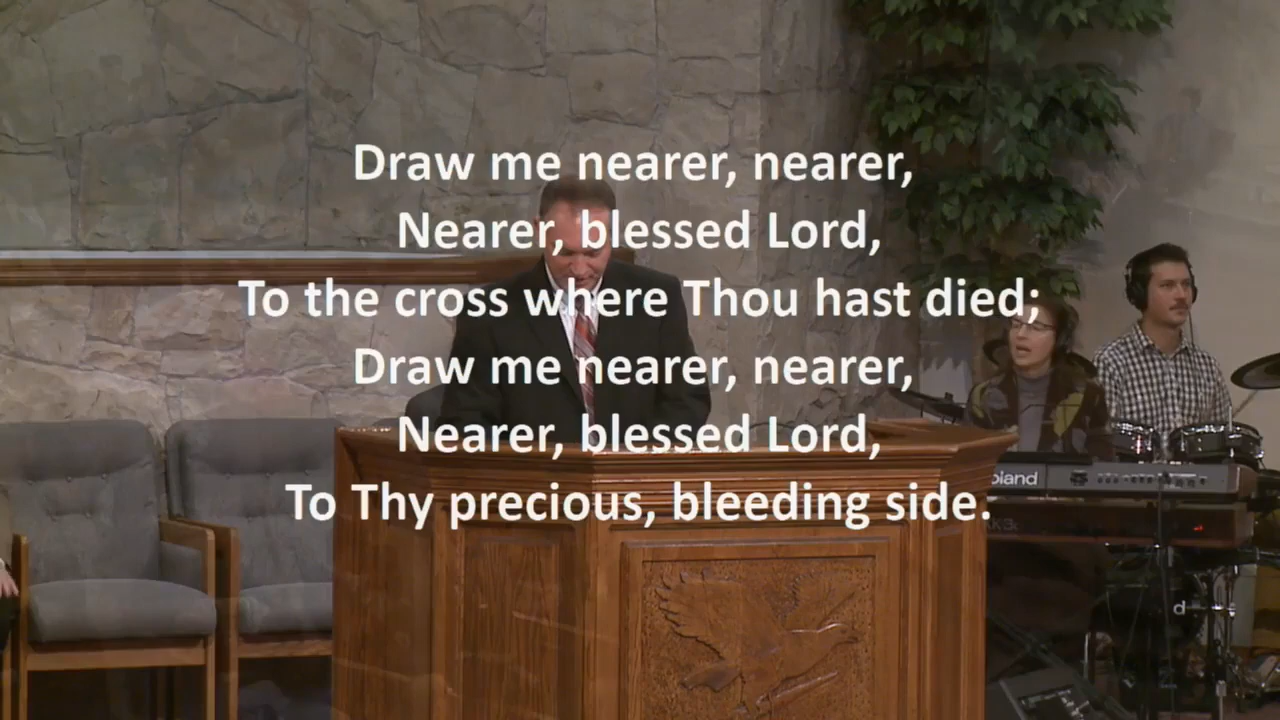 Draw me nearer, nearer,
Nearer, blessed Lord,
To the cross where Thou hast died;
Draw me nearer, nearer,
Nearer, blessed Lord,
To Thy precious, bleeding side.
oland
d